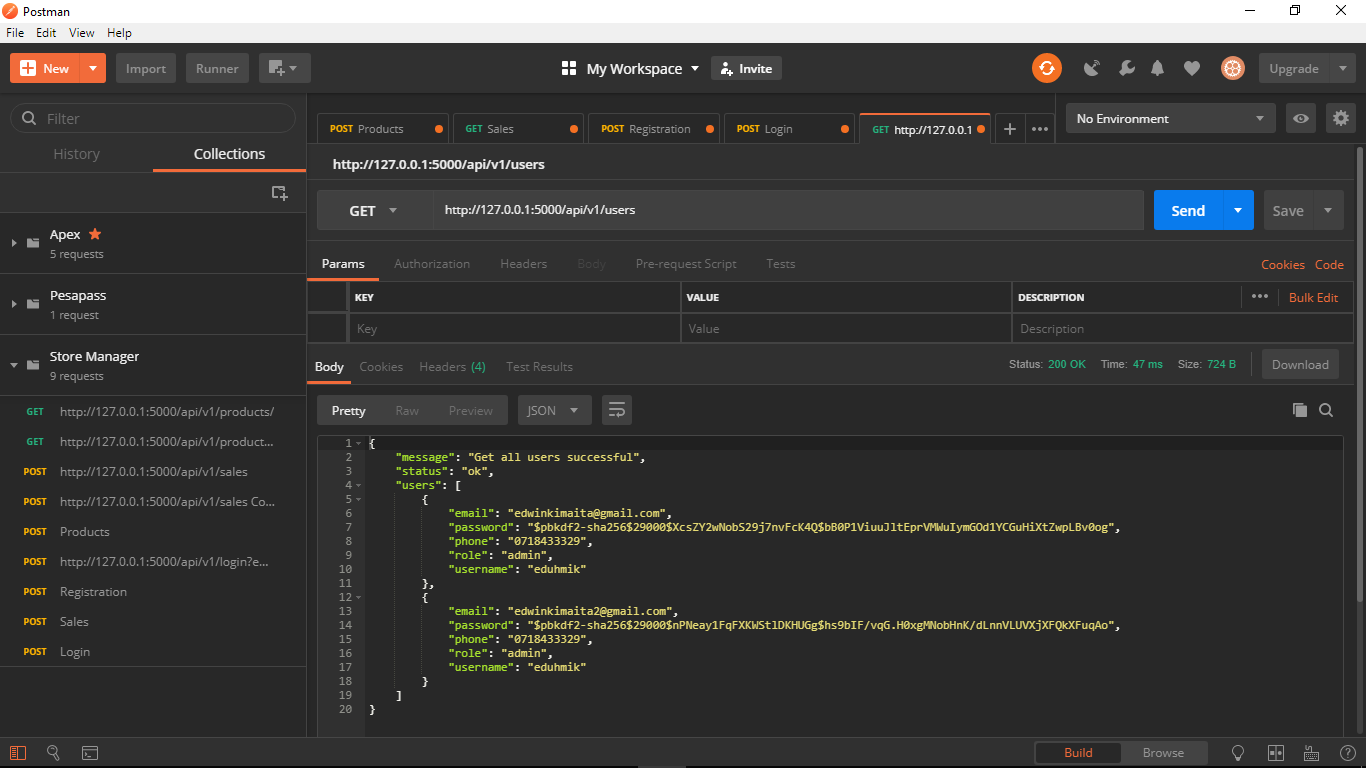 Postman
File Edit View Help
New Import Runner My Workspace Invite Upgrade
Filter
History Collections
Apex
5 requests
Pesapass
1 request
Store Manager
9 requests
GET http://127.0.0.1:5000/api/v1/products/
GET http://127.0.0.1:5000/api/v1/product...
POST http://127.0.0.1:5000/api/v1/sales
POST http://127.0.0.1:5000/api/v1/sales Co...
POST Products
POST http://127.0.0.1:5000/api/v1/login?e...
POST Registration
POST Sales
POST Login
POST Products GET Sales POST Registration POST Login GET http://127.0.0.1 No Environment
http://127.0.0.1:5000/api/v1/users
GET http://127.0.0.1:5000/api/v1/users Send Save
Params Authorization Headers Body Pre-request Script Tests Cookies Code
KEY VALUE DESCRIPTION Bulk Edit
Key Value Description
Body Cookies Headers (4) Test Results Status: 200 OK Time: 47 ms Size: 724 B Download
Pretty Raw Preview JSON
1 {
2 "message": "Get all users successful",
3 "status": "ok",
4 "users": [
5 {
6 "email": "edwinkimaita@gmail.com",
7 "password": "$pbkdf2-sha256$29000$XcsZY2wNobS29j7nvFcK4Q$bB0P1ViuuJltEprVMWuIymGOd1YCGuHiXtZwpLBv0og",
8 "phone": "0718433329",
9 "role": "admin",
10 "username": "eduhmik"
11 },
12 {
13 "email": "edwinkimaita2@gmail.com",
14 "password": "$pbkdf2-sha256$29000$nPNeay1FqFXKWStlDKHUGg$hs9bIF/vqG.H0xgMNobHnK/dLnnVLUVXjXFQkXFuqAo",
15 "phone": "0718433329",
16 "role": "admin",
17 "username": "eduhmik"
18 }
19 ]
20 }
Build Browse